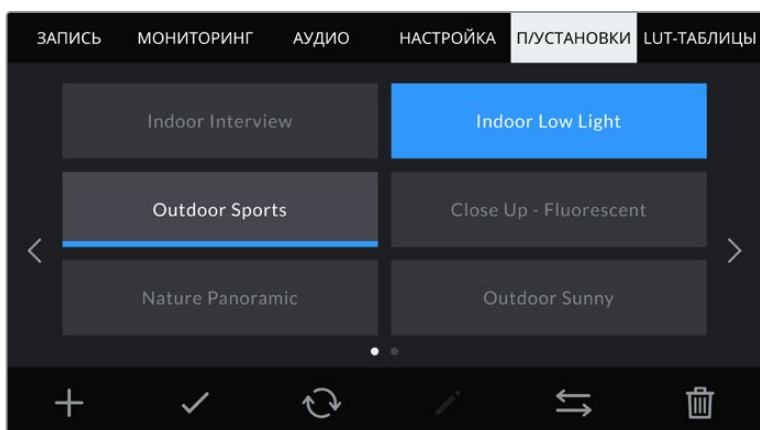 ЗАПИСЬ МОНИТОРИНГ АУДИО НАСТРОЙКА П/УСТАНОВКИ LUT-ТАБЛИЦЫ
Indoor Interview Indoor Low Light
Outdoor Sports Close Up - Fluorescent
Nature Panoramic Outdoor Sunny